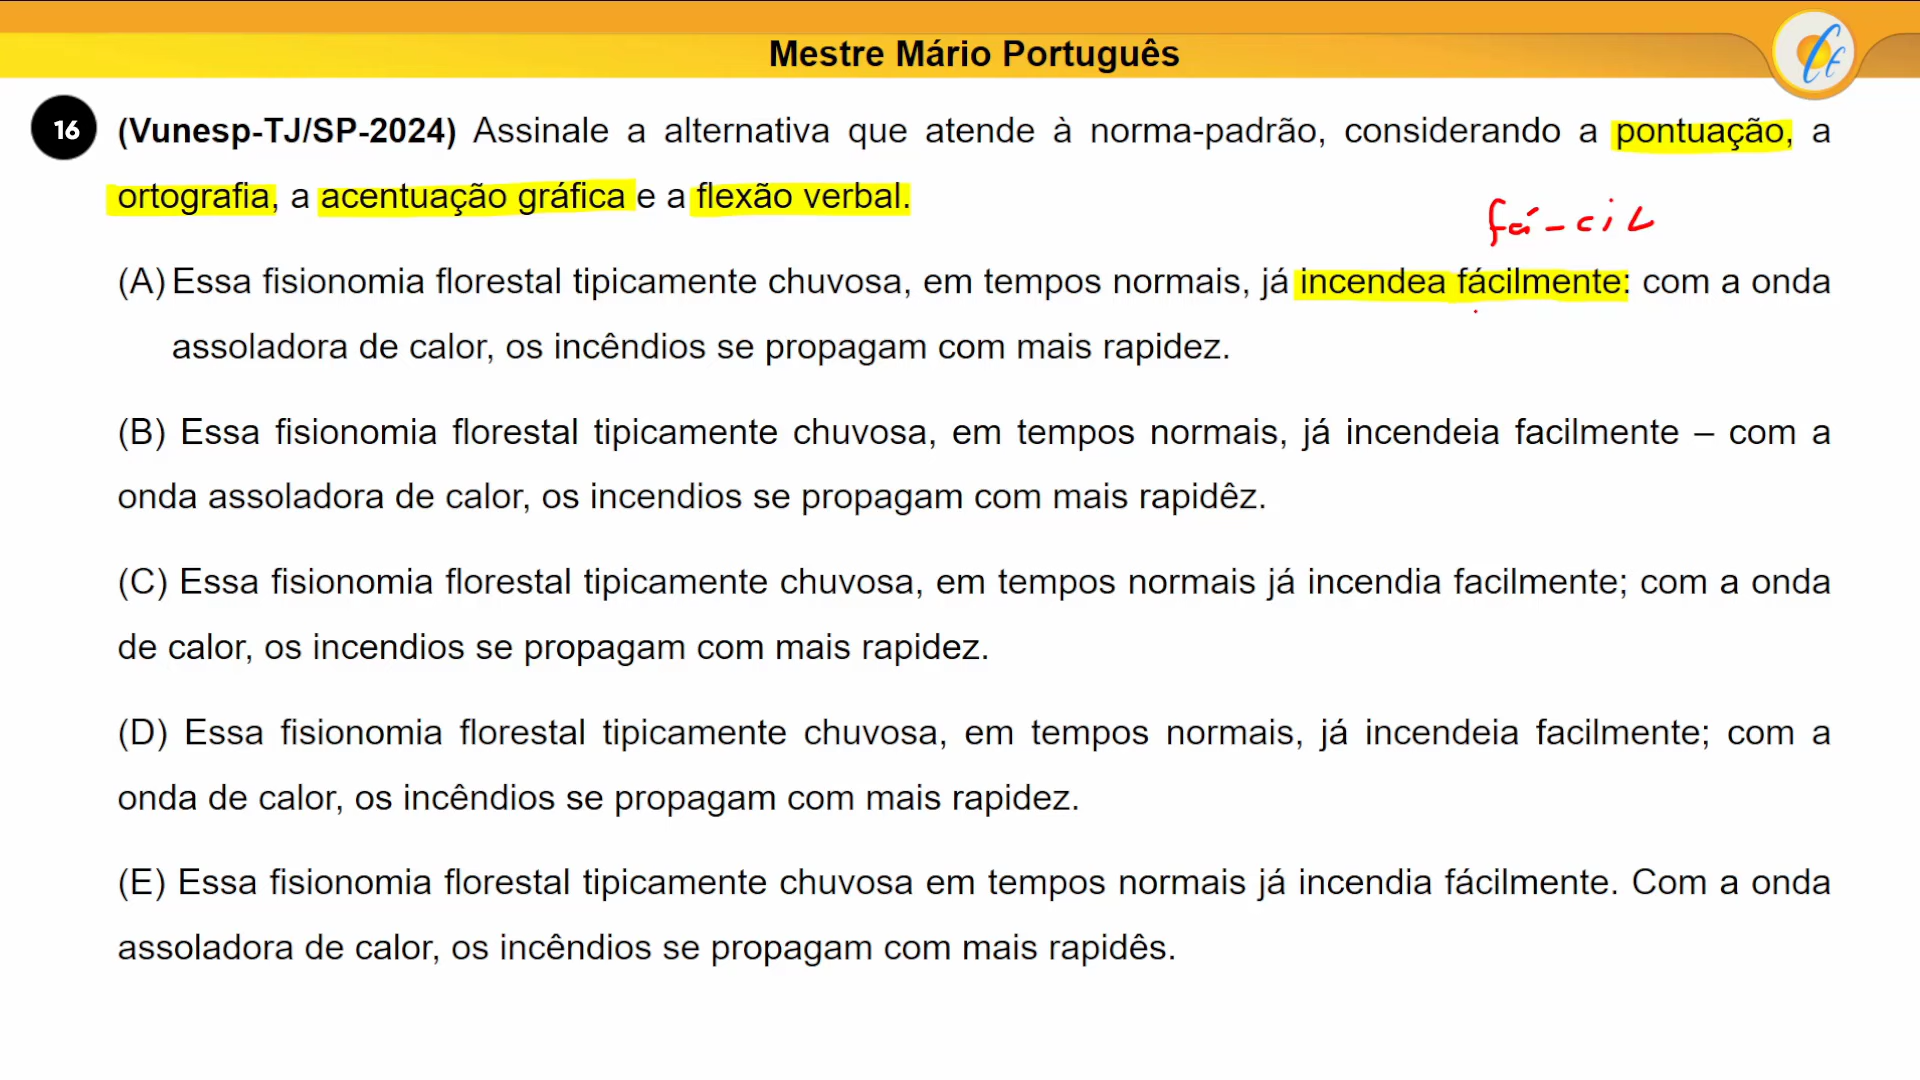 Mestre Mário Português
16 (Vunesp-TJ/SP-2024) Assinale a alternativa que atende à norma-padrão, considerando a pontuação, a
ortografia, a acentuação gráfica e a flexão verbal.
fá-cil
(A) Essa fisionomia florestal tipicamente chuvosa, em tempos normais, já incendea fácilmente: com a onda
assoladora de calor, os incêndios se propagam com mais rapidez.
(B) Essa fisionomia florestal tipicamente chuvosa, em tempos normais, já incendeia facilmente – com a
onda assoladora de calor, os incendios se propagam com mais rapidêz.
(C) Essa fisionomia florestal tipicamente chuvosa, em tempos normais já incendia facilmente; com a onda
de calor, os incendios se propagam com mais rapidez.
(D) Essa fisionomia florestal tipicamente chuvosa, em tempos normais, já incendeia facilmente; com a
onda de calor, os incêndios se propagam com mais rapidez.
(E) Essa fisionomia florestal tipicamente chuvosa em tempos normais já incendia fácilmente. Com a onda
assoladora de calor, os incêndios se propagam com mais rapidês.